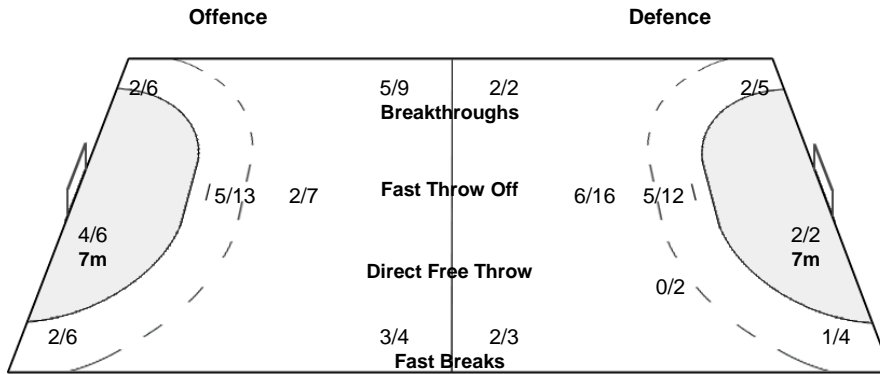 Offence Defence
2/6 5/9 2/2 2/5
Breakthroughs
5/13 2/7 Fast Throw Off 6/16 5/12
4/6 2/2
7m 7m
Direct Free Throw
0/2
2/6 3/4 2/3 1/4
Fast Breaks